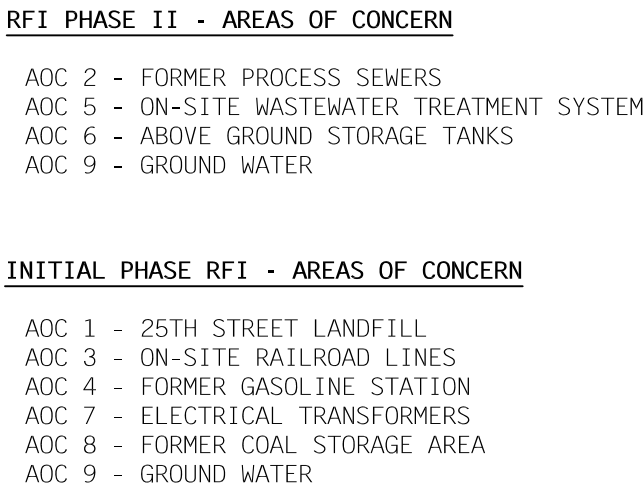 RFI PHASE II - AREAS OF CONCERN
AOC 2 - FORMER PROCESS SEWERS
AOC 5 - ON-SITE WASTEWATER TREATMENT SYSTEM
AOC 6 - ABOVE GROUND STORAGE TANKS
AOC 9 - GROUND WATER
INITIAL PHASE RFI - AREAS OF CONCERN
AOC 1 - 25TH STREET LANDFILL
AOC 3 - ON-SITE RAILROAD LINES
AOC 4 - FORMER GASOLINE STATION
AOC 7 - ELECTRICAL TRANSFORMERS
AOC 8 - FORMER COAL STORAGE AREA
AOC 9 - GROUND WATER